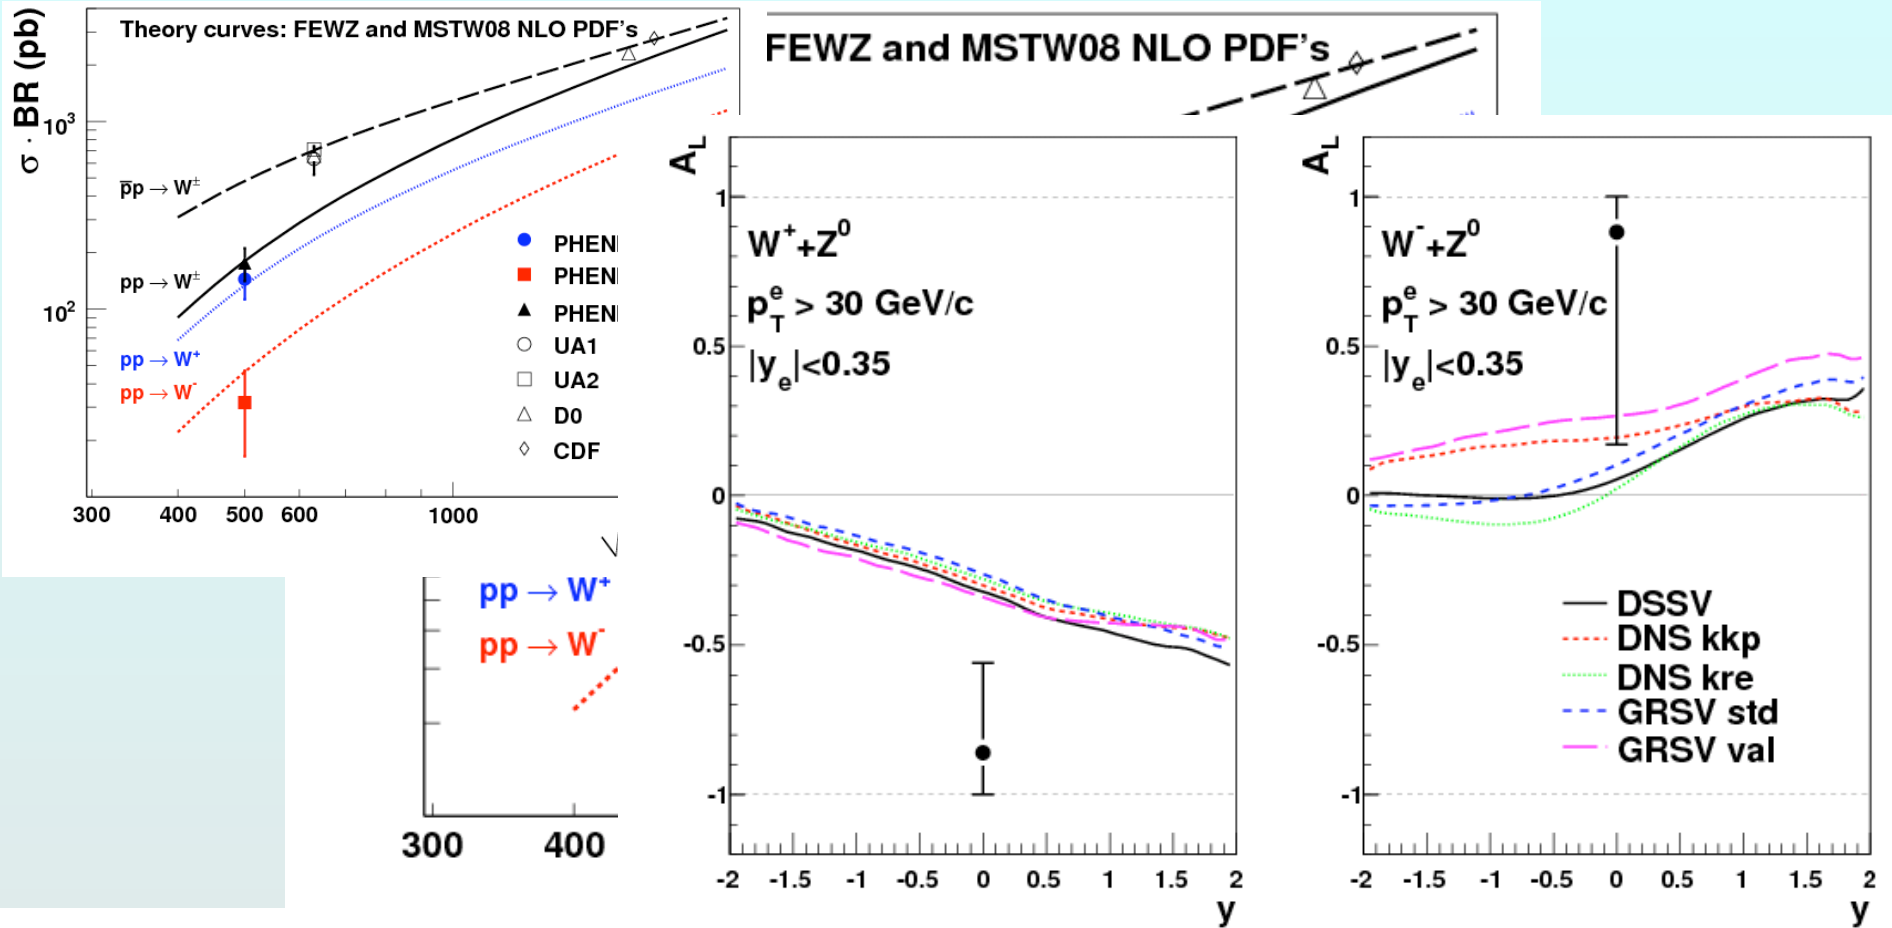 Theory curves: FEWZ and MSTW08 NLO PDF's
σ · BR (pb)
10³
10²
p̅p → W±
pp → W±
pp → W⁺
pp → W⁻
UA1
UA2
D0
CDF
300 400 500 600 1000
FEWZ and MSTW08 NLO PDF's
pp → W⁺
pp → W⁻
300 400
A_L
1
0.5
0
-0.5
-1
W⁺+Z⁰
p_T^e > 30 GeV/c
|y_e|<0.35
-2 -1.5 -1 -0.5 0 0.5 1 1.5 2
y
A_L
1
0.5
0
-0.5
-1
W⁻+Z⁰
p_T^e > 30 GeV/c
|y_e|<0.35
DSSV
DNS kkp
DNS kre
GRSV std
GRSV val
-2 -1.5 -1 -0.5 0 0.5 1 1.5 2
y